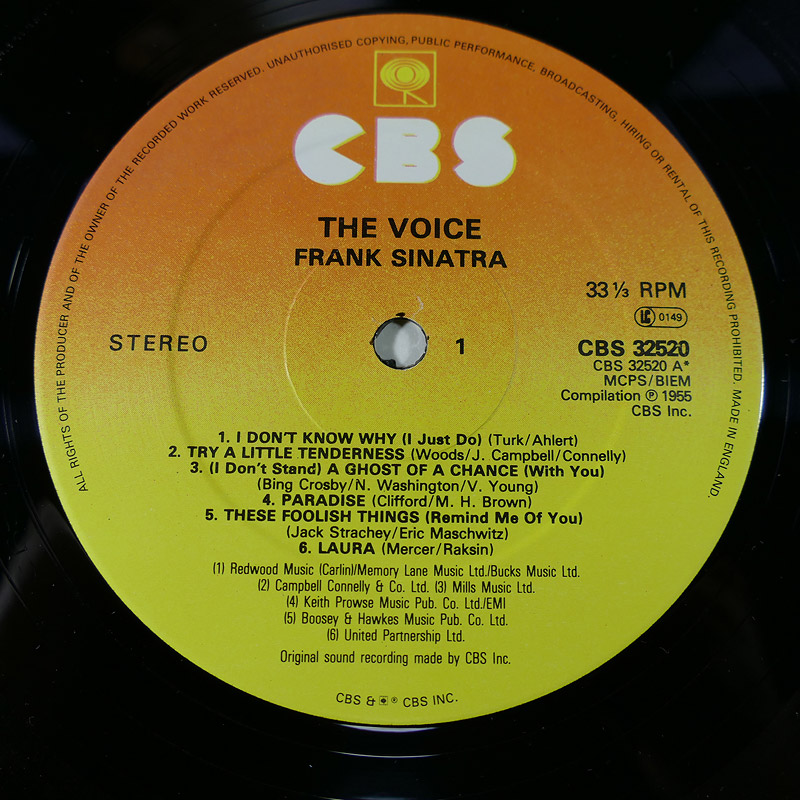 ALL RIGHTS OF THE PRODUCER AND OF THE OWNER OF THE RECORDED WORK RESERVED. UNAUTHORISED COPYING, PUBLIC PERFORMANCE, BROADCASTING, HIRING OR RENTAL OF THIS RECORDING PROHIBITED. MADE IN ENGLAND.
CBS
THE VOICE
FRANK SINATRA
33 ⅓ RPM
LC 0149
STEREO
1
CBS 32520
CBS 32520 A*
MCPS/BIEM
Compilation ℗ 1955
CBS Inc.
1. I DON'T KNOW WHY (I Just Do) (Turk/Ahlert)
2. TRY A LITTLE TENDERNESS (Woods/J. Campbell/Connelly)
3. (I Don't Stand) A GHOST OF A CHANCE (With You)
(Bing Crosby/N. Washington/V. Young)
4. PARADISE (Clifford/M. H. Brown)
5. THESE FOOLISH THINGS (Remind Me Of You)
(Jack Strachey/Eric Maschwitz)
6. LAURA (Mercer/Raksin)
(1) Redwood Music (Carlin)/Memory Lane Music Ltd./Bucks Music Ltd.
(2) Campbell Connelly & Co. Ltd. (3) Mills Music Ltd.
(4) Keith Prowse Music Pub. Co. Ltd./EMI
(5) Boosey & Hawkes Music Pub. Co. Ltd.
(6) United Partnership Ltd.
Original sound recording made by CBS Inc.
CBS & ® CBS INC.